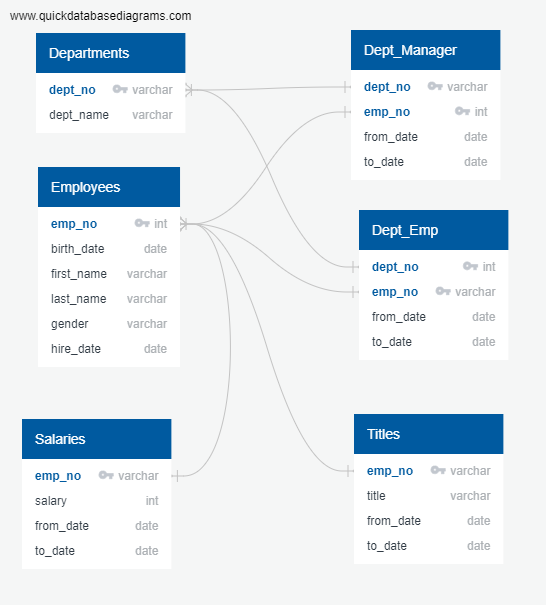 www.quickdatabasediagrams.com
Departments
dept_no varchar
dept_name varchar
Dept_Manager
dept_no varchar
emp_no int
from_date date
to_date date
Employees
emp_no int
birth_date date
first_name varchar
last_name varchar
gender varchar
hire_date date
Dept_Emp
dept_no int
emp_no varchar
from_date date
to_date date
Salaries
emp_no varchar
salary int
from_date date
to_date date
Titles
emp_no varchar
title varchar
from_date date
to_date date